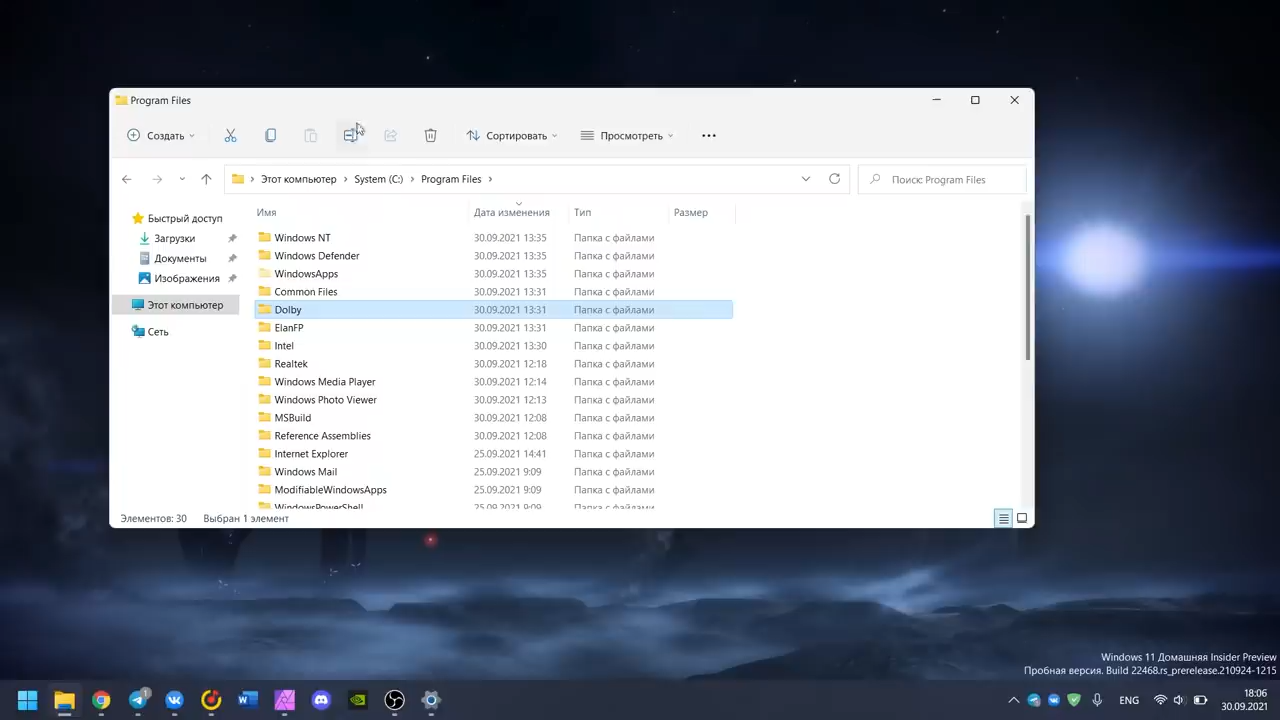 Program Files
Создать
Сортировать
Просмотреть
Этот компьютер
System (C:)
Program Files
Поиск: Program Files
Быстрый доступ
Загрузки
Документы
Изображения
Этот компьютер
Сеть
Имя Дата изменения Тип Размер
Windows NT 30.09.2021 13:35 Папка с файлами
Windows Defender 30.09.2021 13:35 Папка с файлами
WindowsApps 30.09.2021 13:35 Папка с файлами
Common Files 30.09.2021 13:31 Папка с файлами
Dolby 30.09.2021 13:31 Папка с файлами
ElanFP 30.09.2021 13:31 Папка с файлами
Intel 30.09.2021 13:30 Папка с файлами
Realtek 30.09.2021 12:18 Папка с файлами
Windows Media Player 30.09.2021 12:14 Папка с файлами
Windows Photo Viewer 30.09.2021 12:13 Папка с файлами
MSBuild 30.09.2021 12:08 Папка с файлами
Reference Assemblies 30.09.2021 12:08 Папка с файлами
Internet Explorer 25.09.2021 14:41 Папка с файлами
Windows Mail 25.09.2021 9:09 Папка с файлами
ModifiableWindowsApps 25.09.2021 9:09 Папка с файлами
WindowsPowerShell 25.09.2021 9:09 Папка с файлами
Элементов: 30 Выбран 1 элемент
Windows 11 Домашняя Insider Preview
Пробная версия. Build 22468.rs_prerelease.210924-1215
1
W
ENG
18:06
30.09.2021